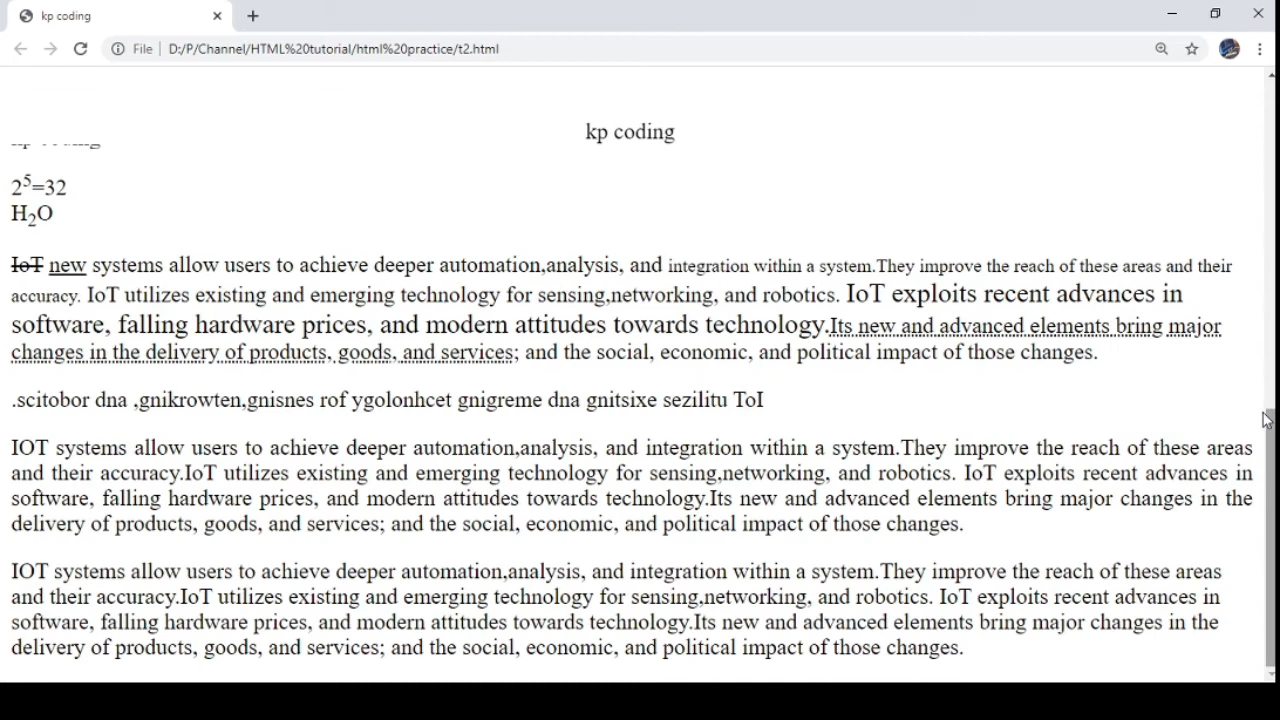 kp coding
File D:/P/Channel/HTML%20tutorial/html%20practice/t2.html
kp coding
kp coding
2⁵=32
H₂O
IoT new systems allow users to achieve deeper automation,analysis, and integration within a system.They improve the reach of these areas and their
accuracy. IoT utilizes existing and emerging technology for sensing,networking, and robotics. IoT exploits recent advances in
software, falling hardware prices, and modern attitudes towards technology.Its new and advanced elements bring major
changes in the delivery of products, goods, and services; and the social, economic, and political impact of those changes.
.scitobor dna ,gnikrowten,gnisnes rof ygolonhcet gnigreme dna gnitsixe sezilitu ToI
IOT systems allow users to achieve deeper automation,analysis, and integration within a system.They improve the reach of these areas
and their accuracy.IoT utilizes existing and emerging technology for sensing,networking, and robotics. IoT exploits recent advances in
software, falling hardware prices, and modern attitudes towards technology.Its new and advanced elements bring major changes in the
delivery of products, goods, and services; and the social, economic, and political impact of those changes.
IOT systems allow users to achieve deeper automation,analysis, and integration within a system.They improve the reach of these areas
and their accuracy.IoT utilizes existing and emerging technology for sensing,networking, and robotics. IoT exploits recent advances in
software, falling hardware prices, and modern attitudes towards technology.Its new and advanced elements bring major changes in the
delivery of products, goods, and services; and the social, economic, and political impact of those changes.